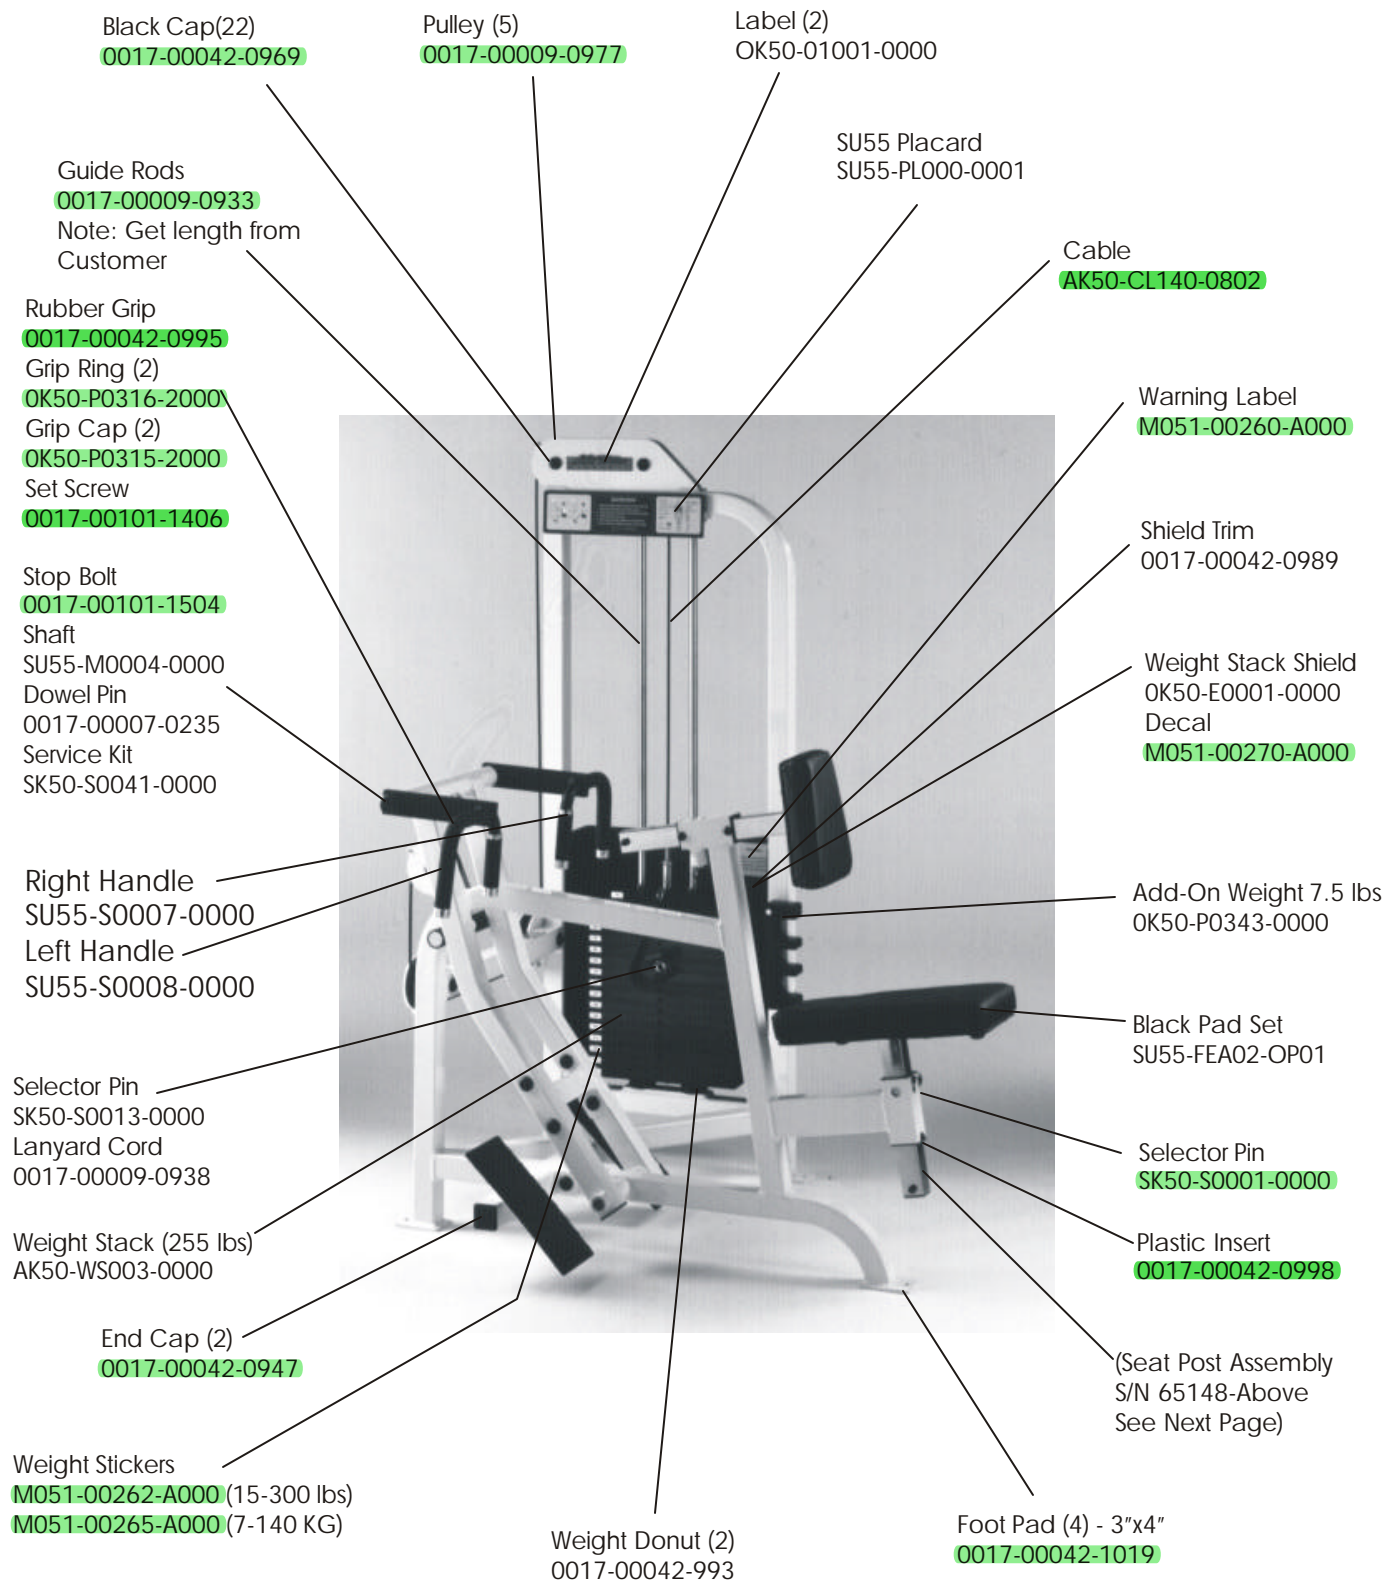 Black Cap(22)
0017-00042-0969
Pulley (5)
0017-00009-0977
Label (2)
OK50-01001-0000
SU55 Placard
SU55-PL000-0001
Guide Rods
0017-00009-0933
Note: Get length from
Customer
Cable
AK50-CL140-0802
Rubber Grip
0017-00042-0995
Grip Ring (2)
0K50-P0316-2000
Grip Cap (2)
0K50-P0315-2000
Set Screw
0017-00101-1406
Warning Label
M051-00260-A000
Shield Trim
0017-00042-0989
Stop Bolt
0017-00101-1504
Shaft
SU55-M0004-0000
Dowel Pin
0017-00007-0235
Service Kit
SK50-S0041-0000
Weight Stack Shield
0K50-E0001-0000
Decal
M051-00270-A000
Right Handle
SU55-S0007-0000
Left Handle
SU55-S0008-0000
Add-On Weight 7.5 lbs
0K50-P0343-0000
Black Pad Set
SU55-FEA02-OP01
Selector Pin
SK50-S0013-0000
Lanyard Cord
0017-00009-0938
Selector Pin
SK50-S0001-0000
Weight Stack (255 lbs)
AK50-WS003-0000
Plastic Insert
0017-00042-0998
End Cap (2)
0017-00042-0947
(Seat Post Assembly
S/N 65148-Above
See Next Page)
Weight Stickers
M051-00262-A000 (15-300 lbs)
M051-00265-A000 (7-140 KG)
Weight Donut (2)
0017-00042-993
Foot Pad (4) - 3"x4"
0017-00042-1019